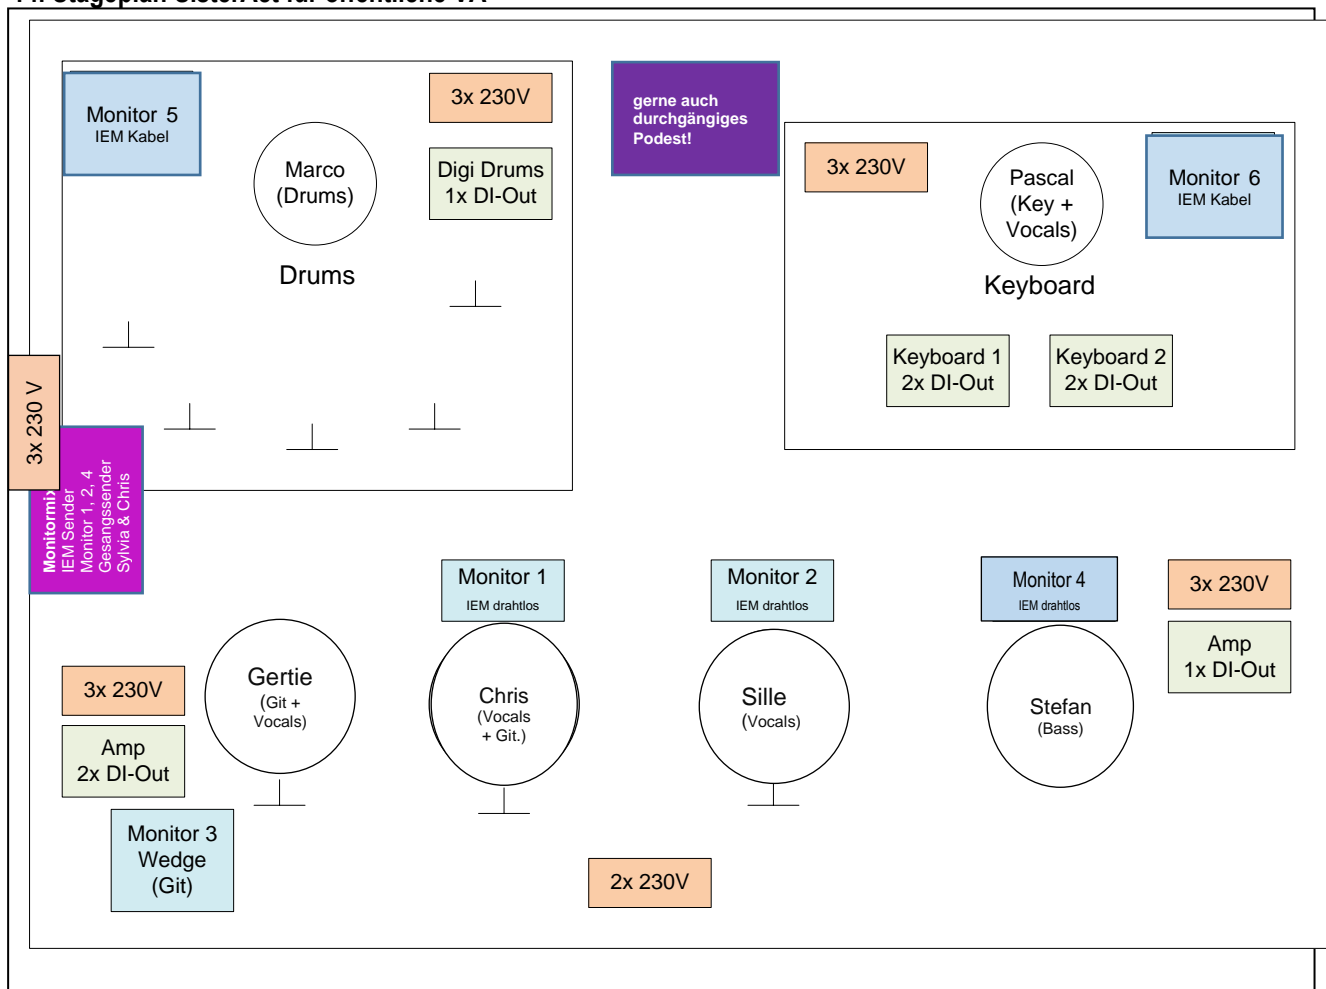 Monitor 5
IEM Kabel
Marco
(Drums)
Drums
3x 230V
Digi Drums
1x DI-Out
gerne auch
durchgängiges
Podest!
3x 230V
Pascal
(Key +
Vocals)
Keyboard
Monitor 6
IEM Kabel
Keyboard 1
2x DI-Out
Keyboard 2
2x DI-Out
3x 230 V
Monitormix
IEM Sender
Monitor 1, 2, 4
Gesangssender
Sylvia & Chris
Monitor 1
IEM drahtlos
Monitor 2
IEM drahtlos
Monitor 4
IEM drahtlos
3x 230V
Amp
1x DI-Out
3x 230V
Amp
2x DI-Out
Gertie
(Git +
Vocals)
Chris
(Vocals
+ Git.)
Sille
(Vocals)
Stefan
(Bass)
Monitor 3
Wedge
(Git)
2x 230V